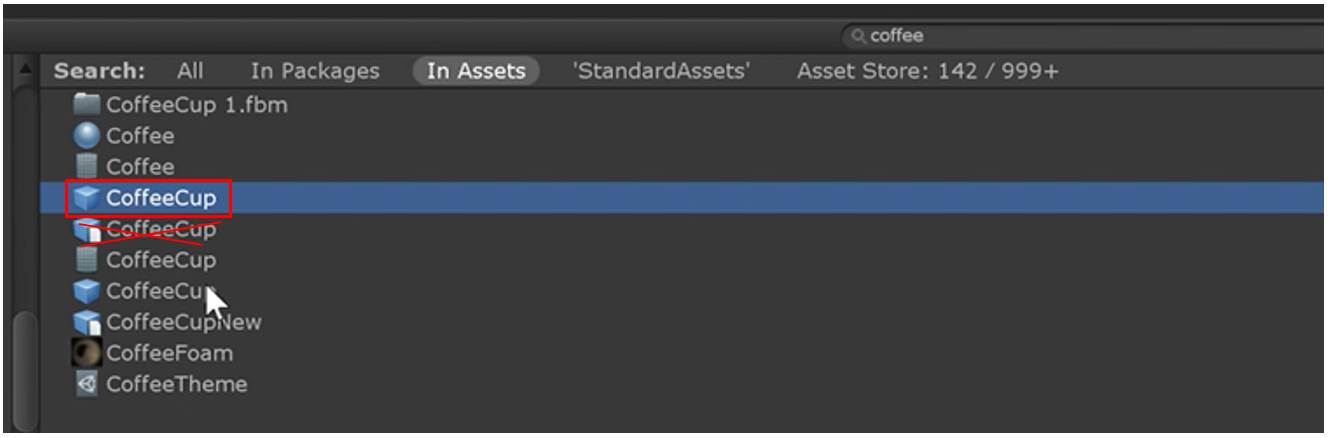 coffee
Search: All In Packages In Assets 'StandardAssets' Asset Store: 142 / 999+
CoffeeCup 1.fbm
Coffee
Coffee
CoffeeCup
CoffeeCup
CoffeeCup
CoffeeCup
CoffeeCupNew
CoffeeFoam
CoffeeTheme